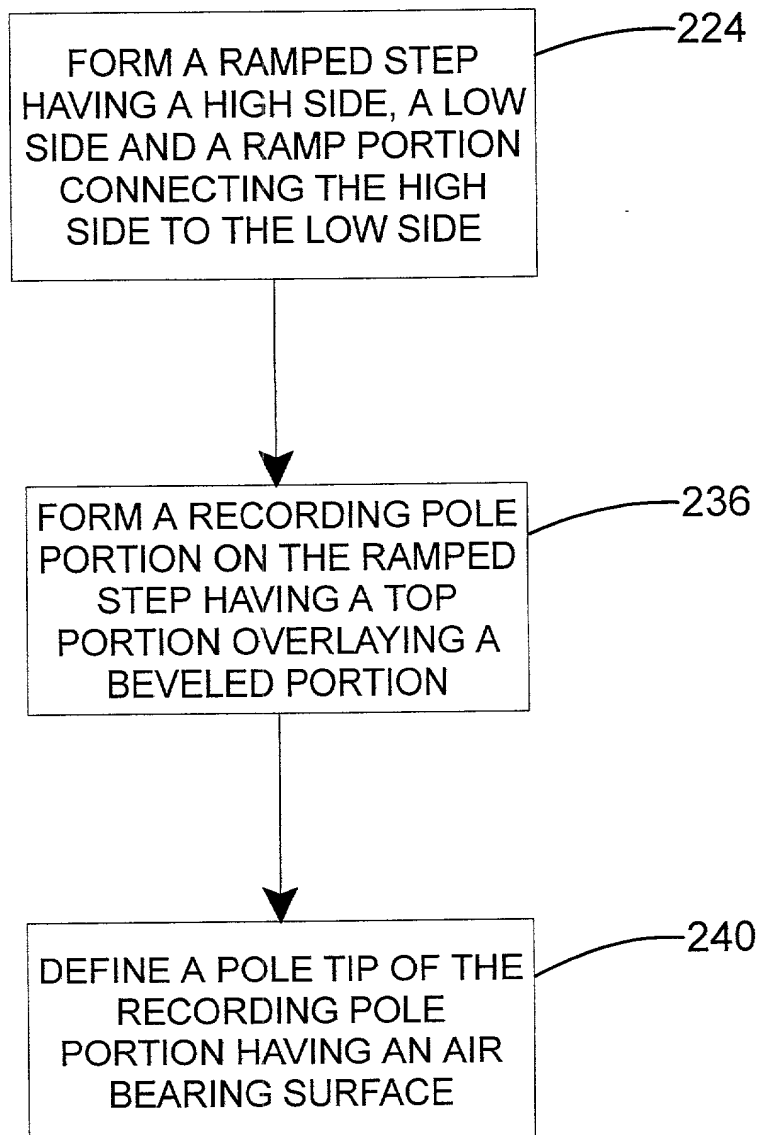 FORM A RAMPED STEP
HAVING A HIGH SIDE, A LOW
SIDE AND A RAMP PORTION
CONNECTING THE HIGH
SIDE TO THE LOW SIDE
224
FORM A RECORDING POLE
PORTION ON THE RAMPED
STEP HAVING A TOP
PORTION OVERLAYING A
BEVELED PORTION
236
DEFINE A POLE TIP OF THE
RECORDING POLE
PORTION HAVING AN AIR
BEARING SURFACE
240